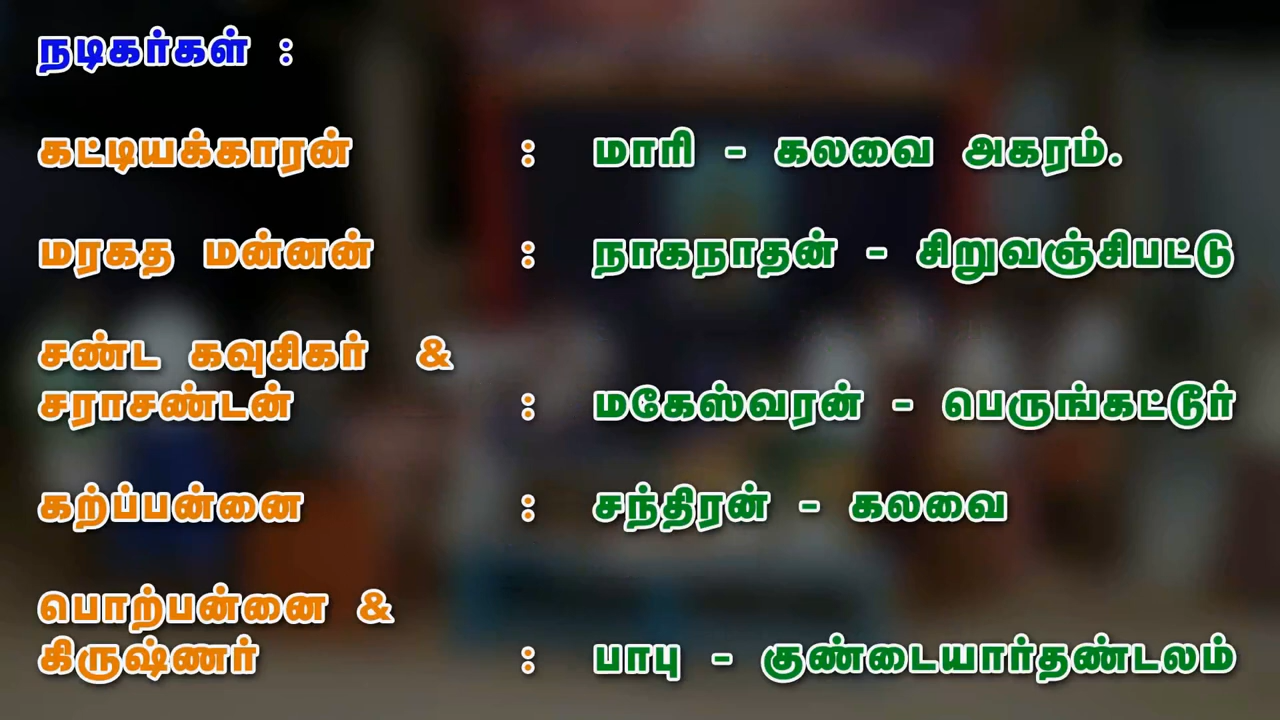 நடிகர்கள் :
கட்டியக்காரன் : மாரி - கலவை அகரம்.
மரகத மன்னன் : நாகநாதன் - சிறுவஞ்சிபட்டு
சண்ட கவுசிகர் &
சராசண்டன் : மகேஸ்வரன் - பெருங்கட்டூர்
கற்ப்பன்னை : சந்திரன் - கலவை
பொற்பன்னை &
கிருஷ்ணர் : பாபு - குண்டையார்தண்டலம்